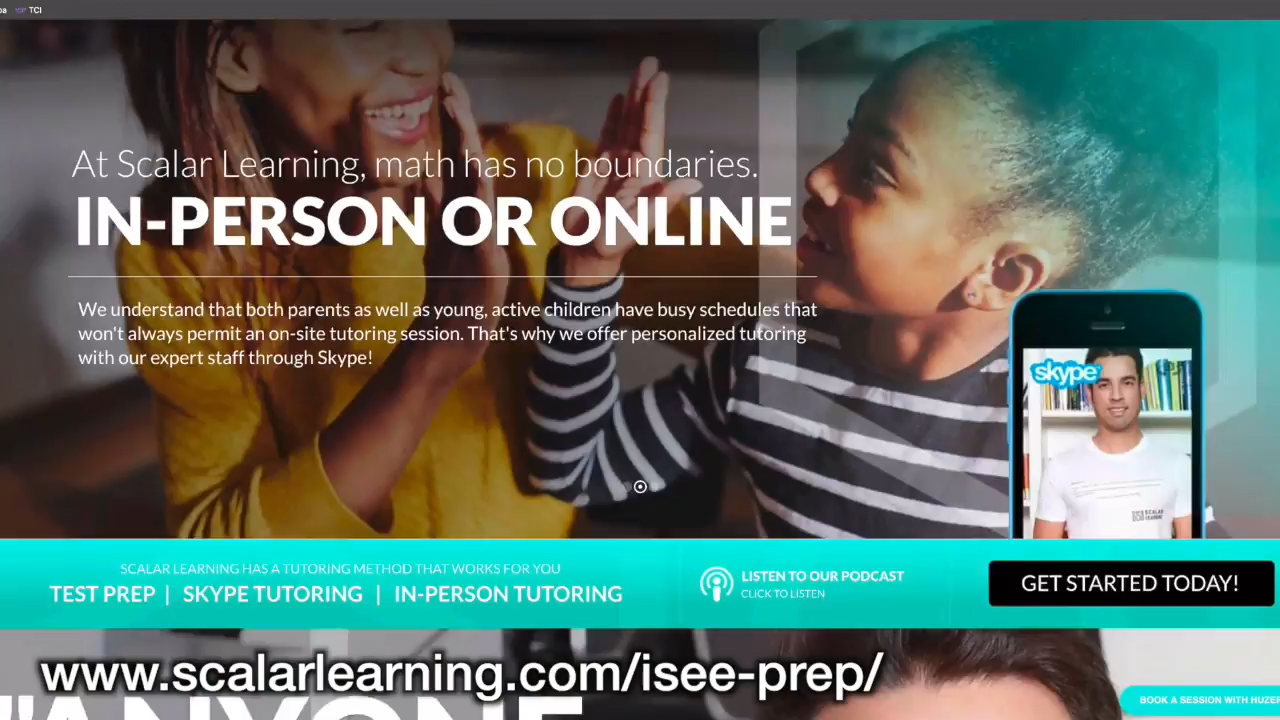 TCI
At Scalar Learning, math has no boundaries.
IN-PERSON OR ONLINE
We understand that both parents as well as young, active children have busy schedules that
won't always permit an on-site tutoring session. That's why we offer personalized tutoring
with our expert staff through Skype!
skype
SCALAR
LEARNING
SCALAR LEARNING HAS A TUTORING METHOD THAT WORKS FOR YOU
TEST PREP | SKYPE TUTORING | IN-PERSON TUTORING
LISTEN TO OUR PODCAST
CLICK TO LISTEN
GET STARTED TODAY!
www.scalarlearning.com/isee-prep/
"ANYONE
BOOK A SESSION WITH HUZE